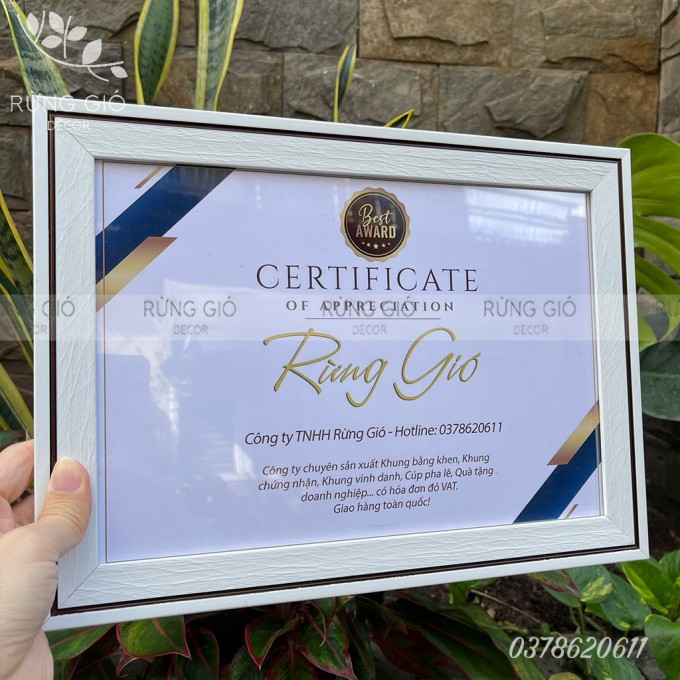 RỪNG GIÓ
DECOR
Best
AWARD
CERTIFICATE
OF APPRECIATION
RỪNG GIÓ
DECOR
RỪNG GIÓ
DECOR
RỪNG GIÓ
DECOR
Rừng Gió
Công ty TNHH Rừng Gió - Hotline: 0378620611
Công ty chuyên sản xuất Khung bằng khen, Khung
chứng nhận, Khung vinh danh, Cúp pha lê, Quà tặng
doanh nghiệp... có hóa đơn đỏ VAT.
Giao hàng toàn quốc!
0378620611